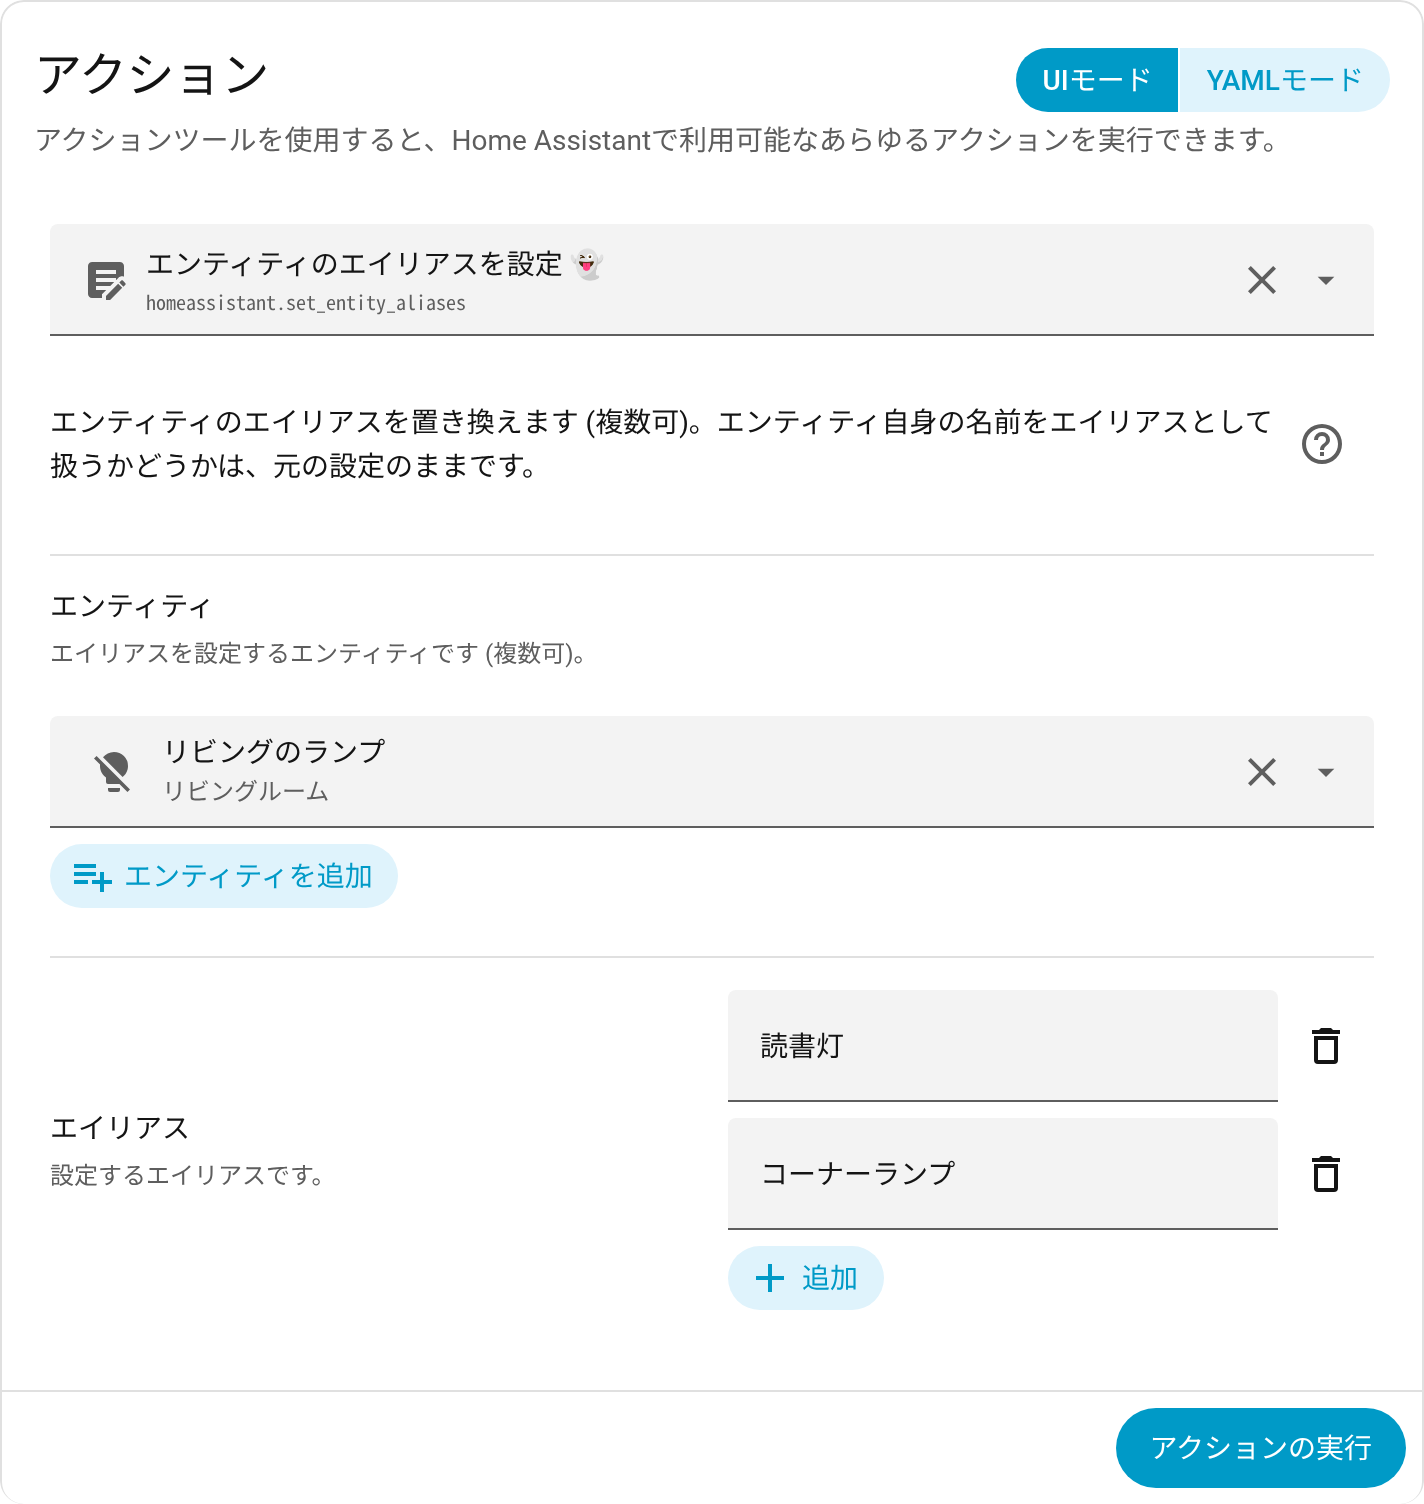 アクション
UIモード
YAMLモード
アクションツールを使用すると、Home Assistantで利用可能なあらゆるアクションを実行できます。
エンティティのエイリアスを設定 👻
homeassistant.set_entity_aliases
エンティティのエイリアスを置き換えます (複数可)。エンティティ自身の名前をエイリアスとして
扱うかどうかは、元の設定のままです。
エンティティ
エイリアスを設定するエンティティです (複数可)。
リビングのランプ
リビングルーム
エンティティを追加
読書灯
エイリアス
設定するエイリアスです。
コーナーランプ
追加
アクションの実行